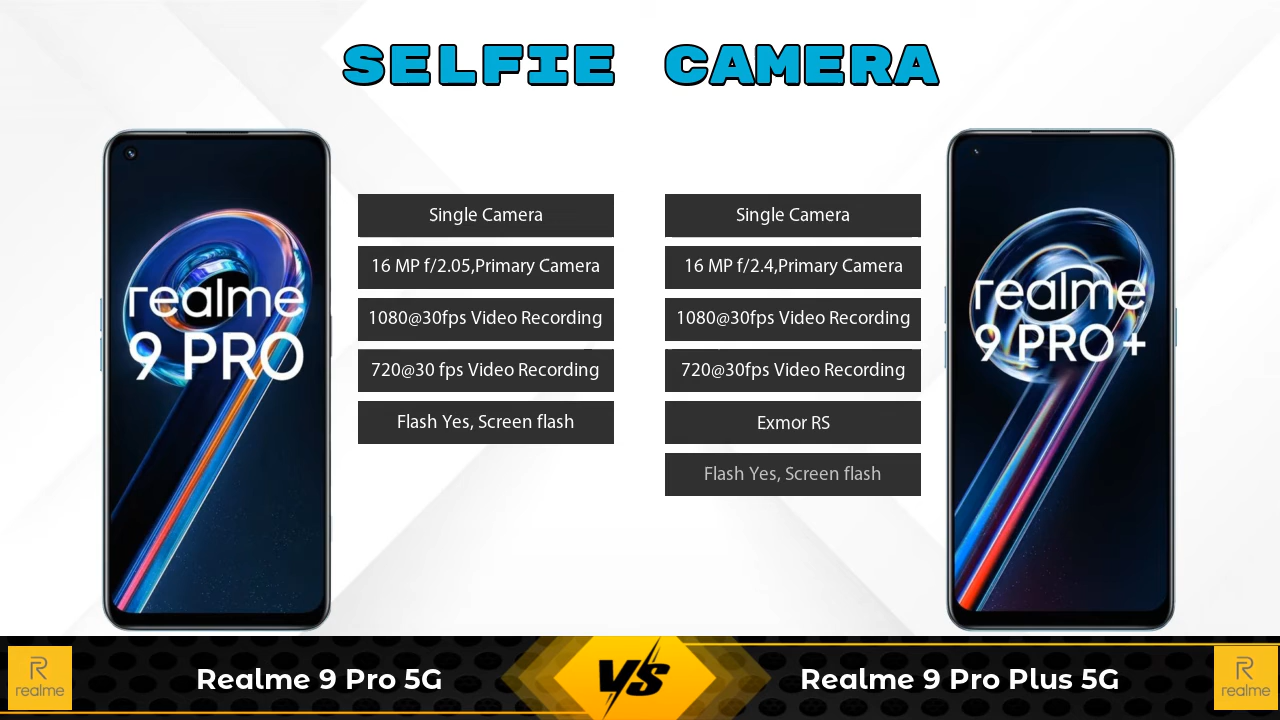 SELFIE CAMERA
Single Camera
16 MP f/2.05,Primary Camera
1080@30fps Video Recording
720@30 fps Video Recording
Flash Yes, Screen flash
Single Camera
16 MP f/2.4,Primary Camera
1080@30fps Video Recording
720@30fps Video Recording
Exmor RS
Flash Yes, Screen flash
realme
9 PRO
realme
9 PRO+
R
realme
Realme 9 Pro 5G
VS
Realme 9 Pro Plus 5G
R
realme